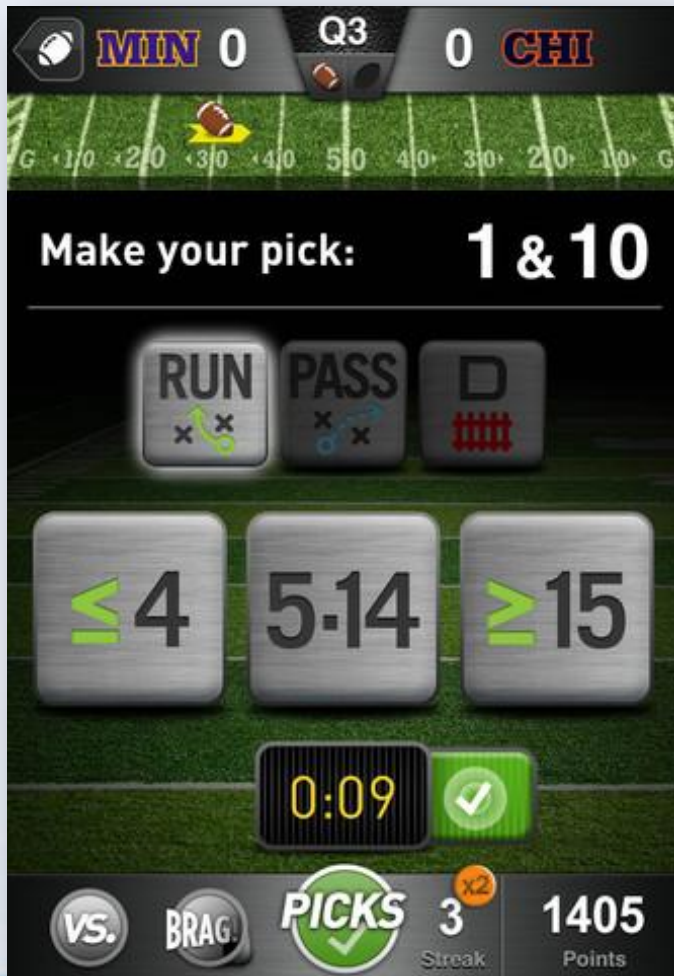 MIN 0 Q3 0 CHI
G ‹10 ‹20 ‹30 ‹40 50 40› 30› 20› 10› G
Make your pick: 1 & 10
RUN PASS D
≤4 5-14 ≥15
0:09
x2
VS. BRAG! PICKS 3 1405
Streak Points